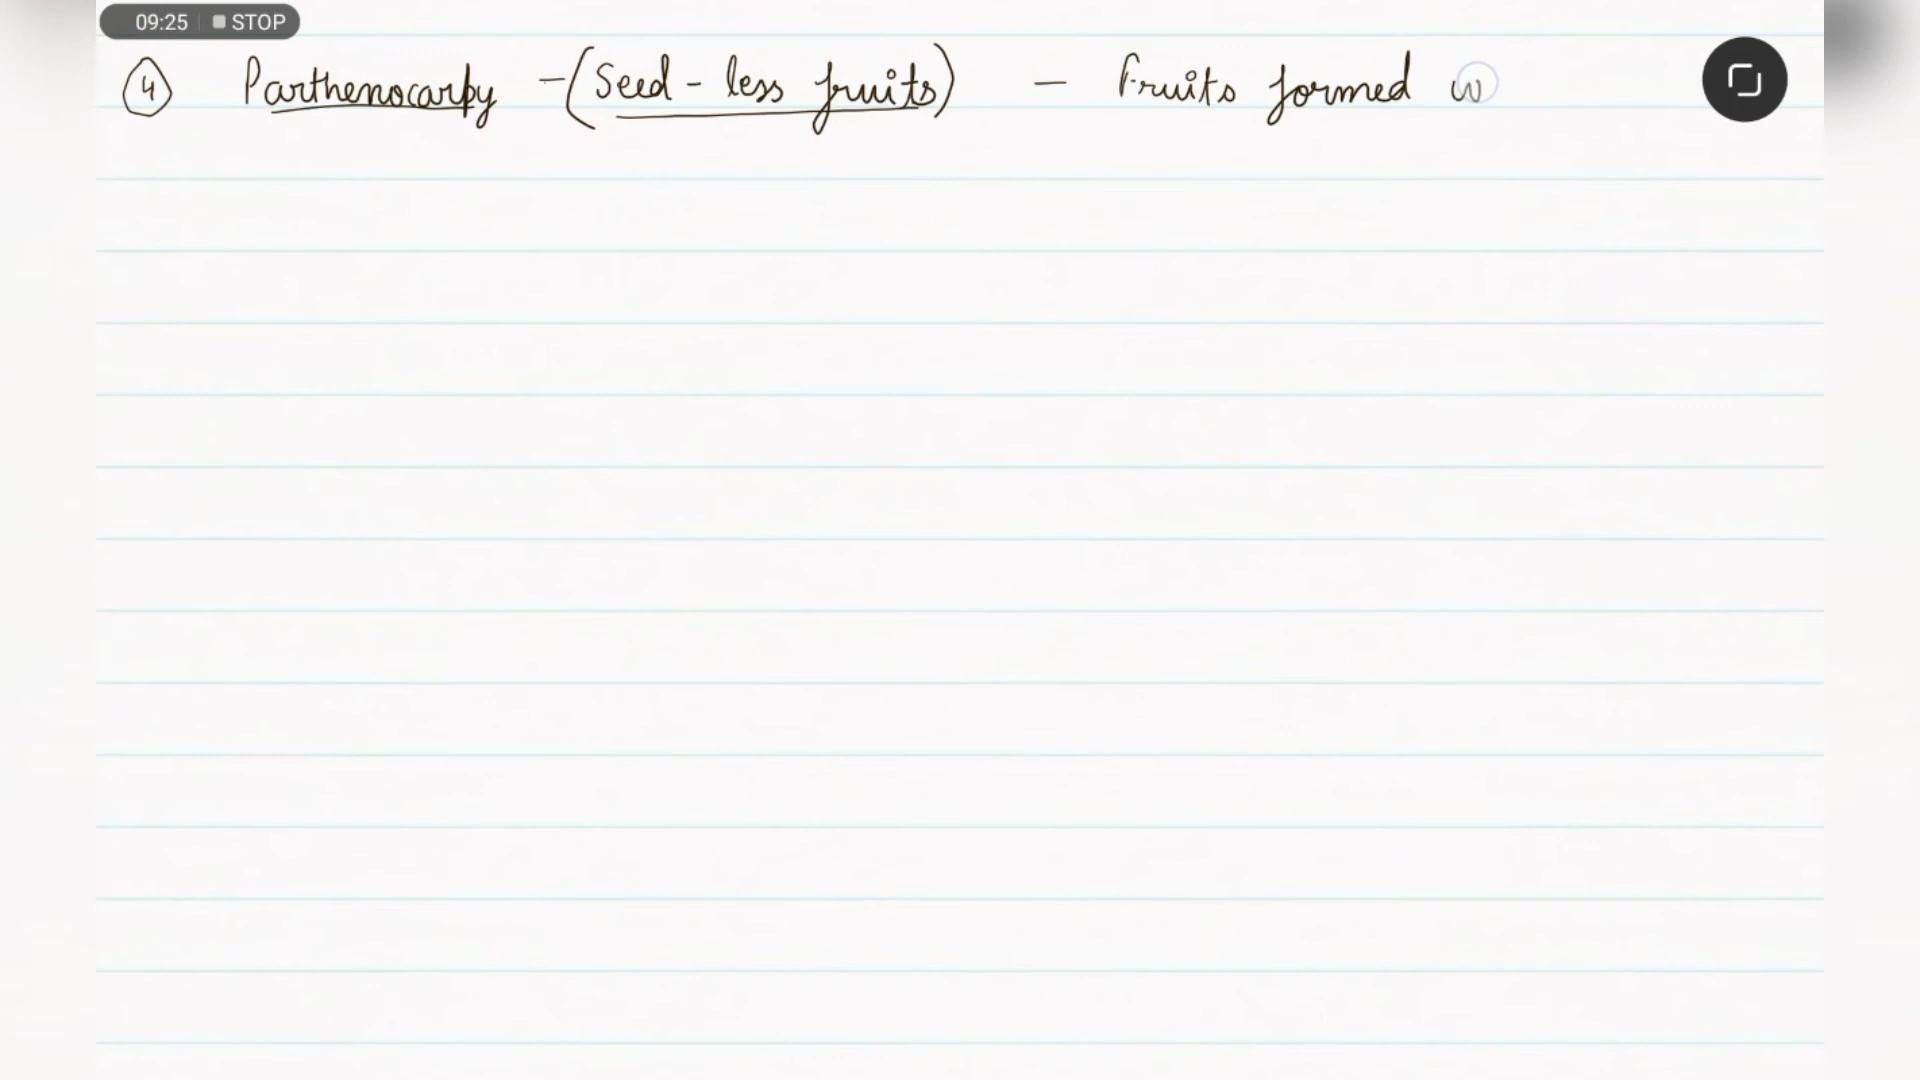 09:25 STOP
④ Parthenocarpy - (Seed - less fruits) - Fruits formed w